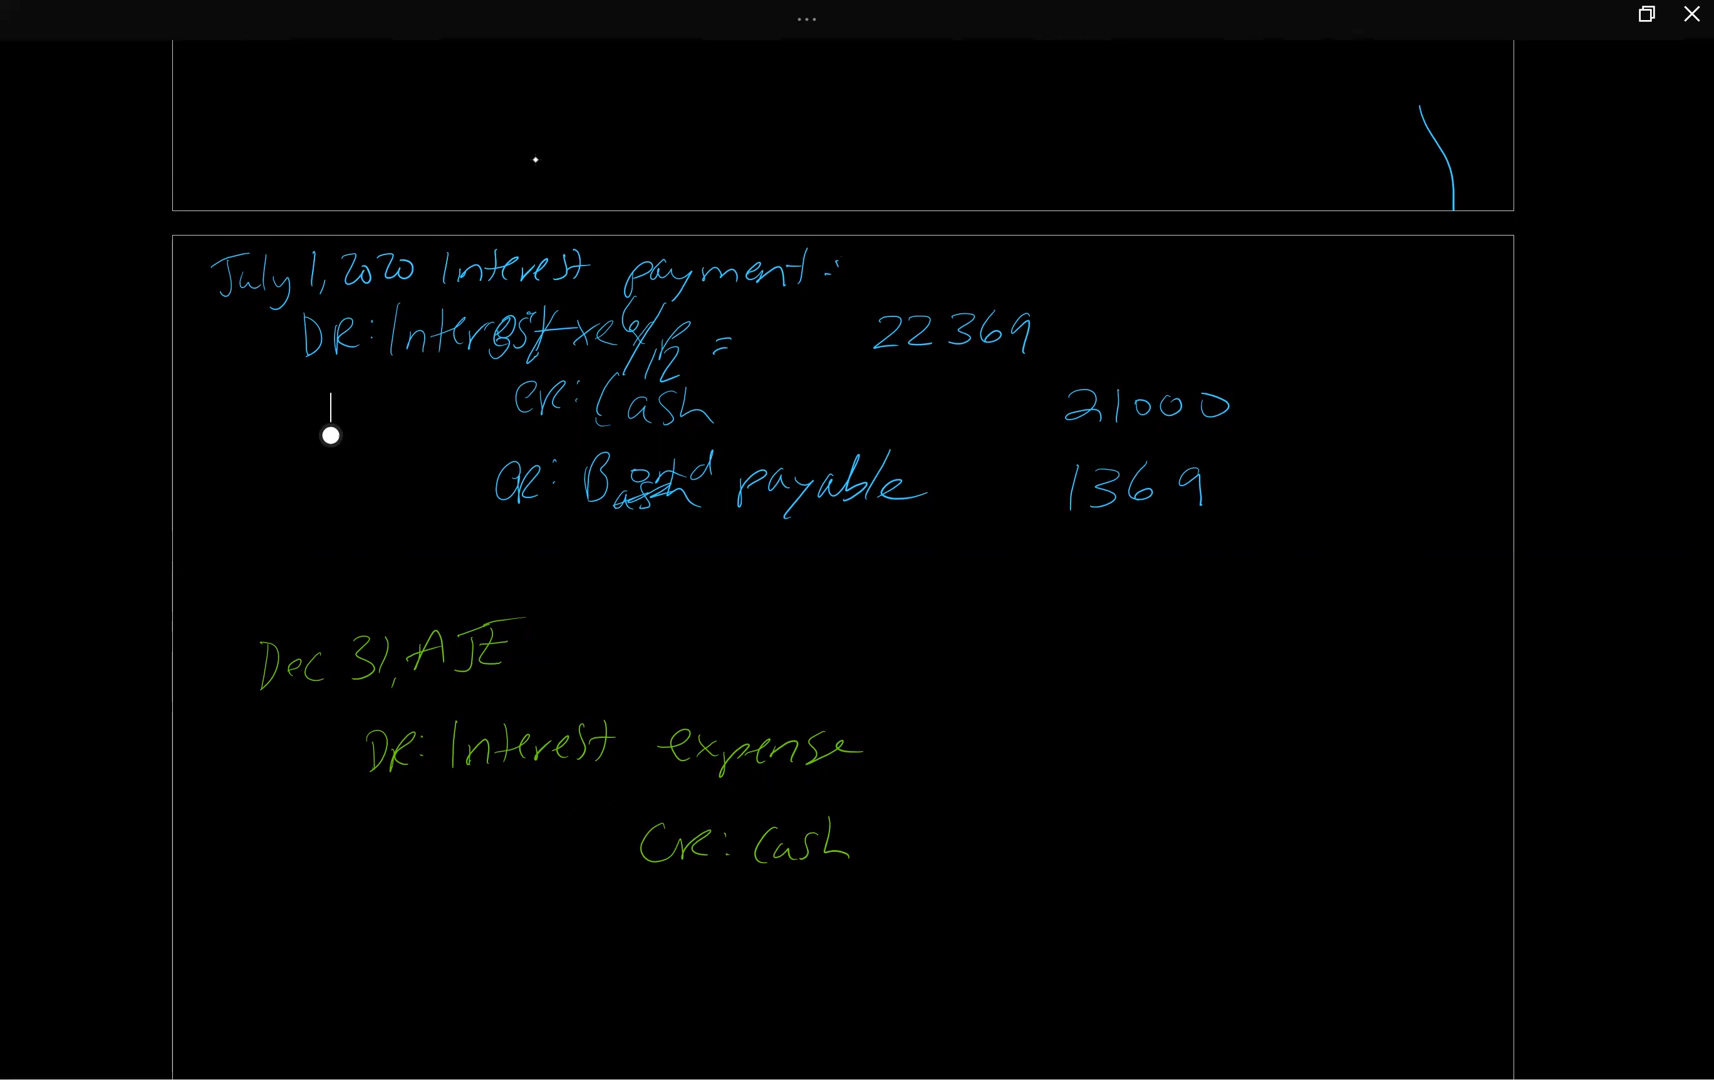 July 1, 2020 Interest payment:
DR: Interest x 6/12 = 22369
CR: Cash 21000
CR: Bond payable 1369
Dec 31, AJE
DR: Interest expense
CR: Cash